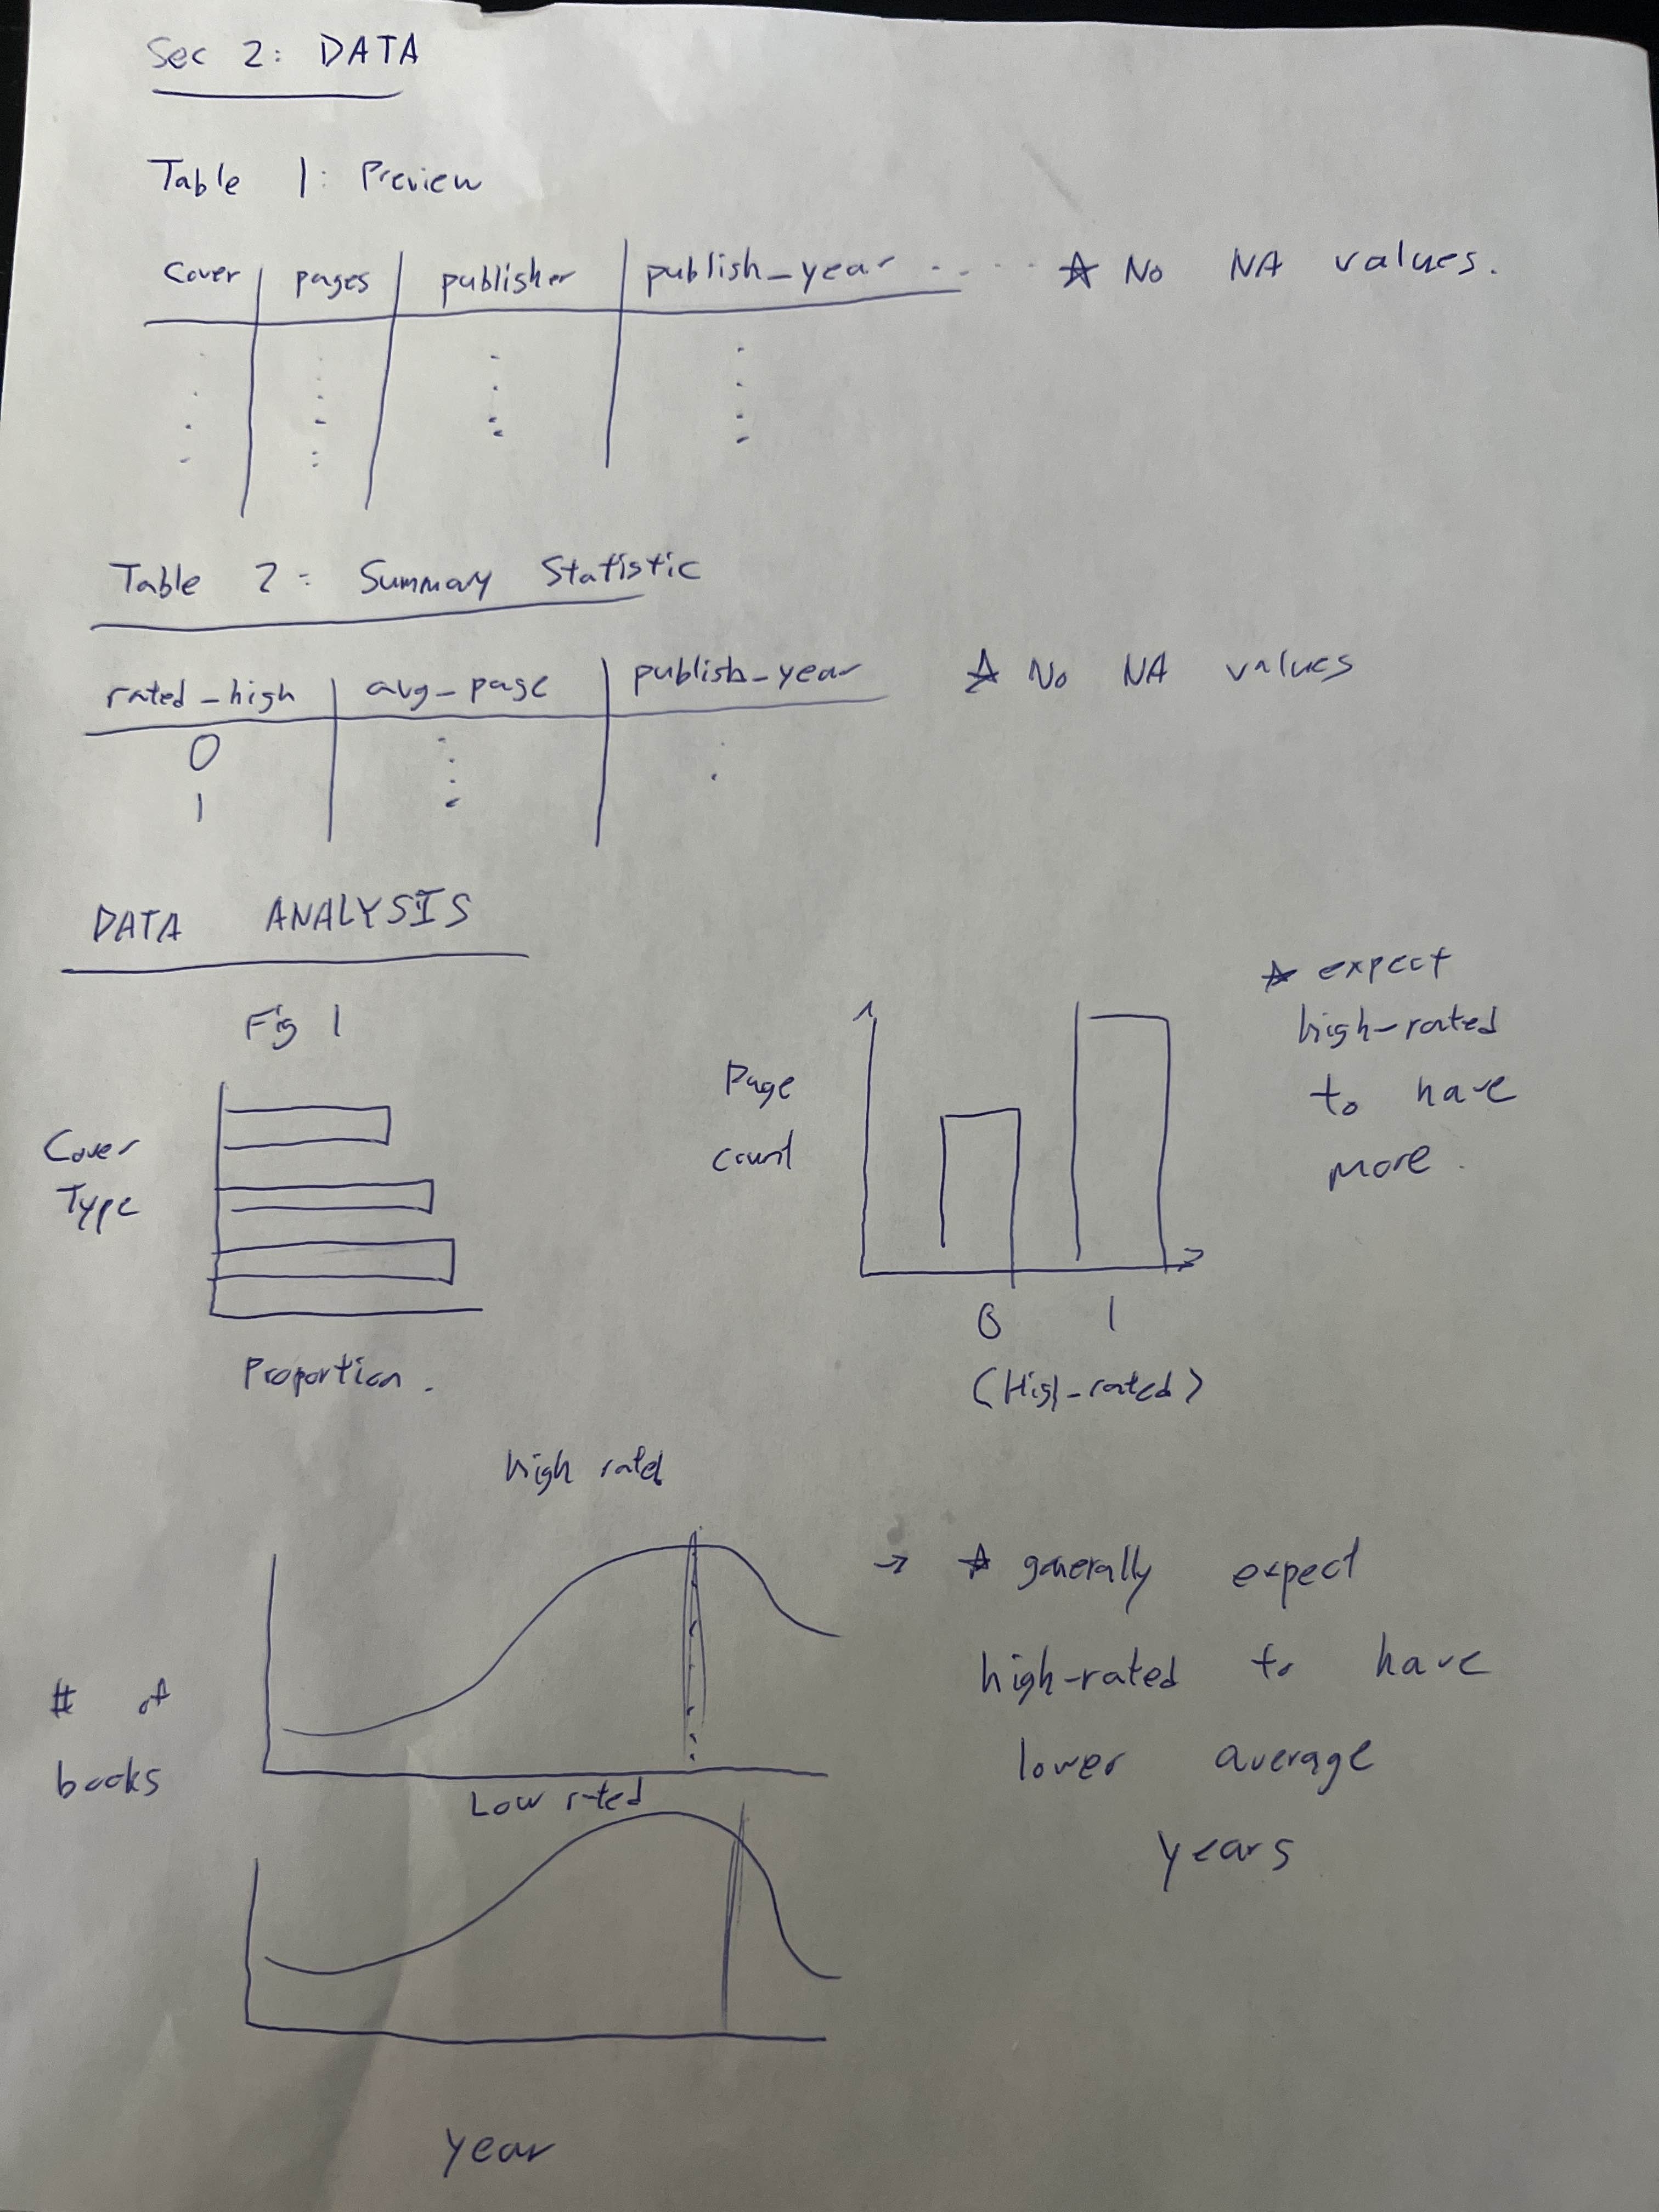 Sec 2: DATA
Table 1: Preview
Cover pages publisher publish_year ..... ☆ No NA values.
Table 2: Summary Statistic
rated_high avg_page publish_year ☆ No NA values
0
1
DATA ANALYSIS
Fig 1
Cover
Type
Proportion.
Page
count
0 1
(High_rated)
☆ expect
high-rated
to have
more.
high rated
# of
books
Low rated
year
→ ☆ generally expect
high-rated to have
lower average
years